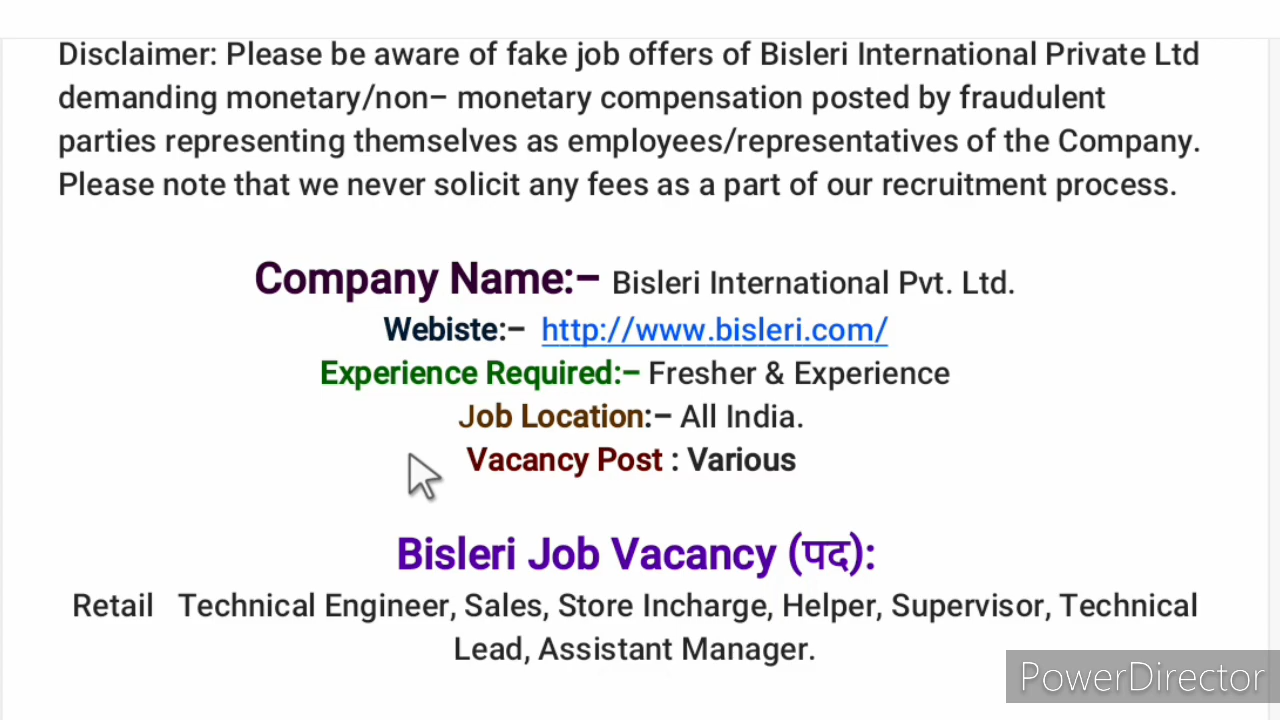 Disclaimer: Please be aware of fake job offers of Bisleri International Private Ltd
demanding monetary/non– monetary compensation posted by fraudulent
parties representing themselves as employees/representatives of the Company.
Please note that we never solicit any fees as a part of our recruitment process.
Company Name:– Bisleri International Pvt. Ltd.
Webiste:– http://www.bisleri.com/
Experience Required:– Fresher & Experience
Job Location:– All India.
Vacancy Post : Various
Bisleri Job Vacancy (पद):
Retail Technical Engineer, Sales, Store Incharge, Helper, Supervisor, Technical
Lead, Assistant Manager.
PowerDirector